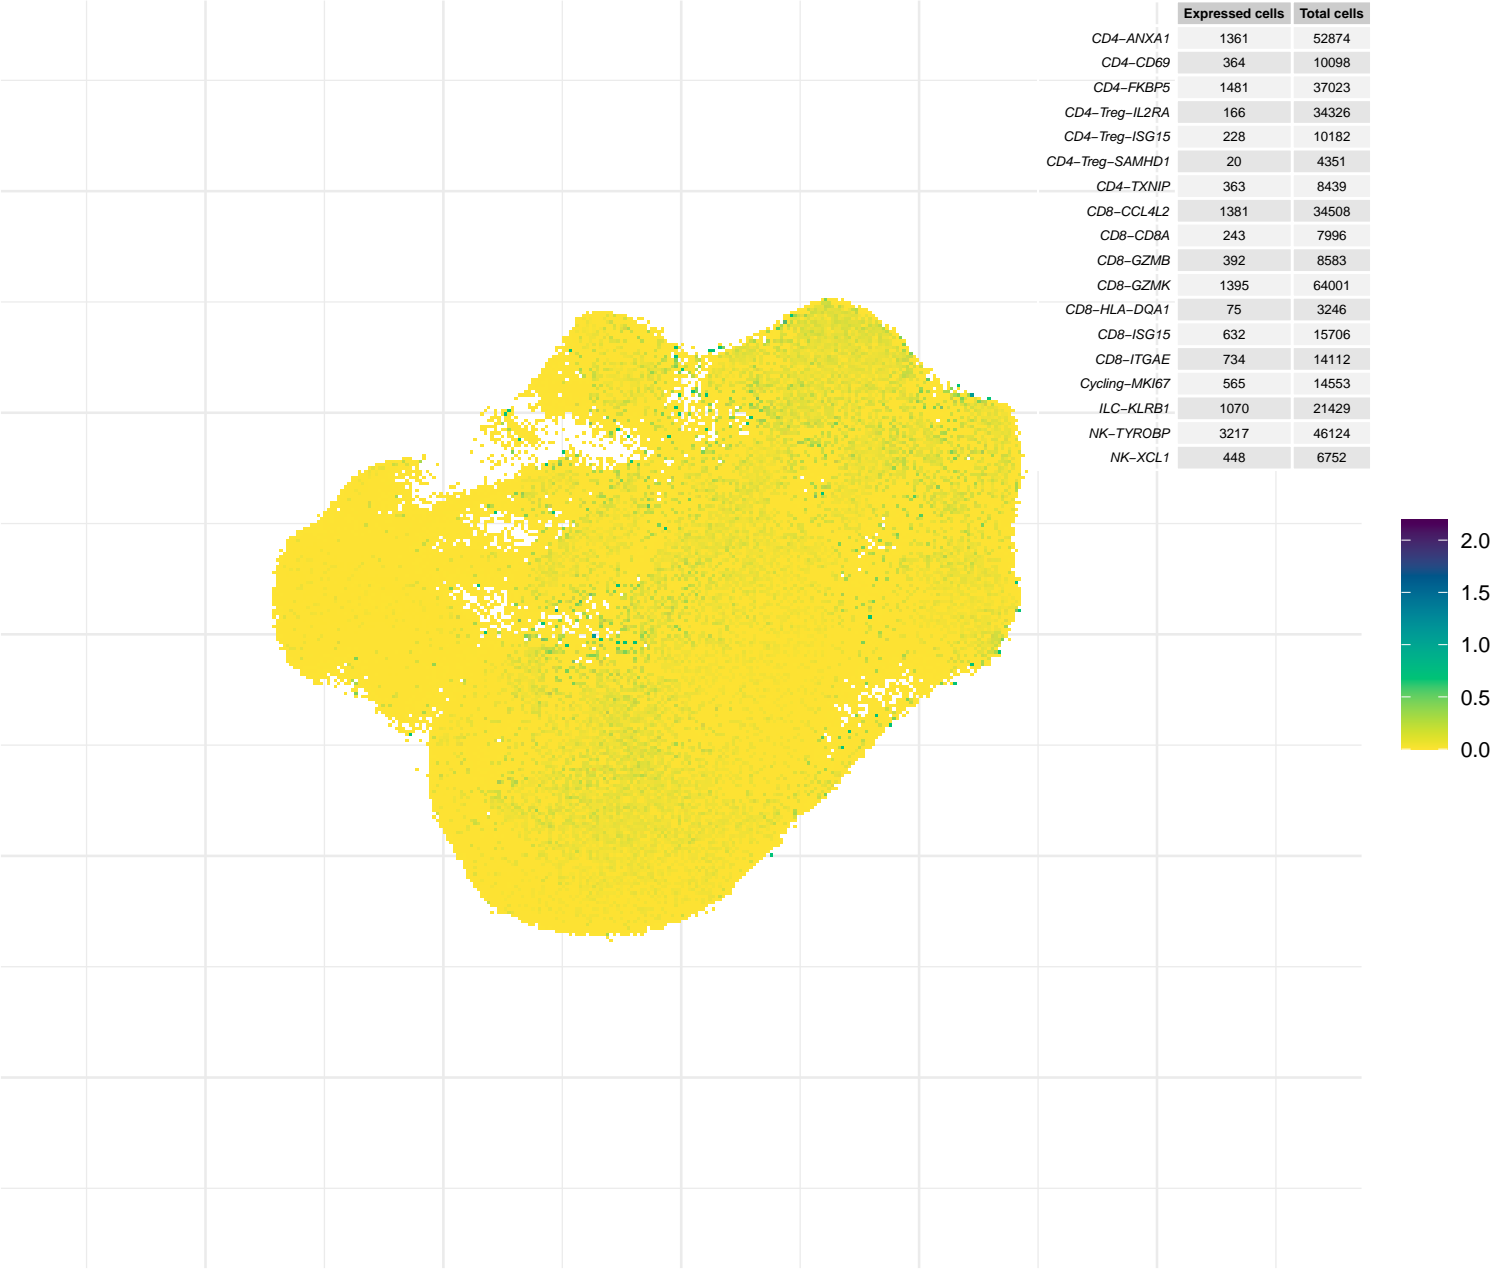 Expressed cells Total cells
CD4−ANXA1 1361 52874
CD4−CD69 364 10098
CD4−FKBP5 1481 37023
CD4−Treg−IL2RA 166 34326
CD4−Treg−ISG15 228 10182
CD4−Treg−SAMHD1 20 4351
CD4−TXNIP 363 8439
CD8−CCL4L2 1381 34508
CD8−CD8A 243 7996
CD8−GZMB 392 8583
CD8−GZMK 1395 64001
CD8−HLA−DQA1 75 3246
CD8−ISG15 632 15706
CD8−ITGAE 734 14112
Cycling−MKI67 565 14553
ILC−KLRB1 1070 21429
NK−TYROBP 3217 46124
NK−XCL1 448 6752
2.0
1.5
1.0
0.5
0.0